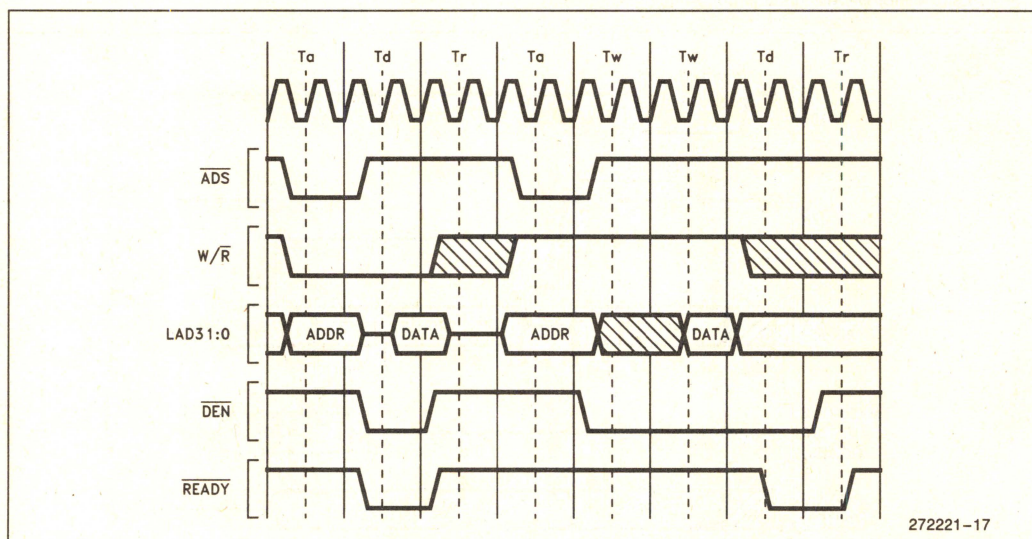 Ta Td Tr Ta Tw Tw Td Tr
ADS
W/R
LAD31:0 ADDR DATA ADDR DATA
DEN
READY
272221-17